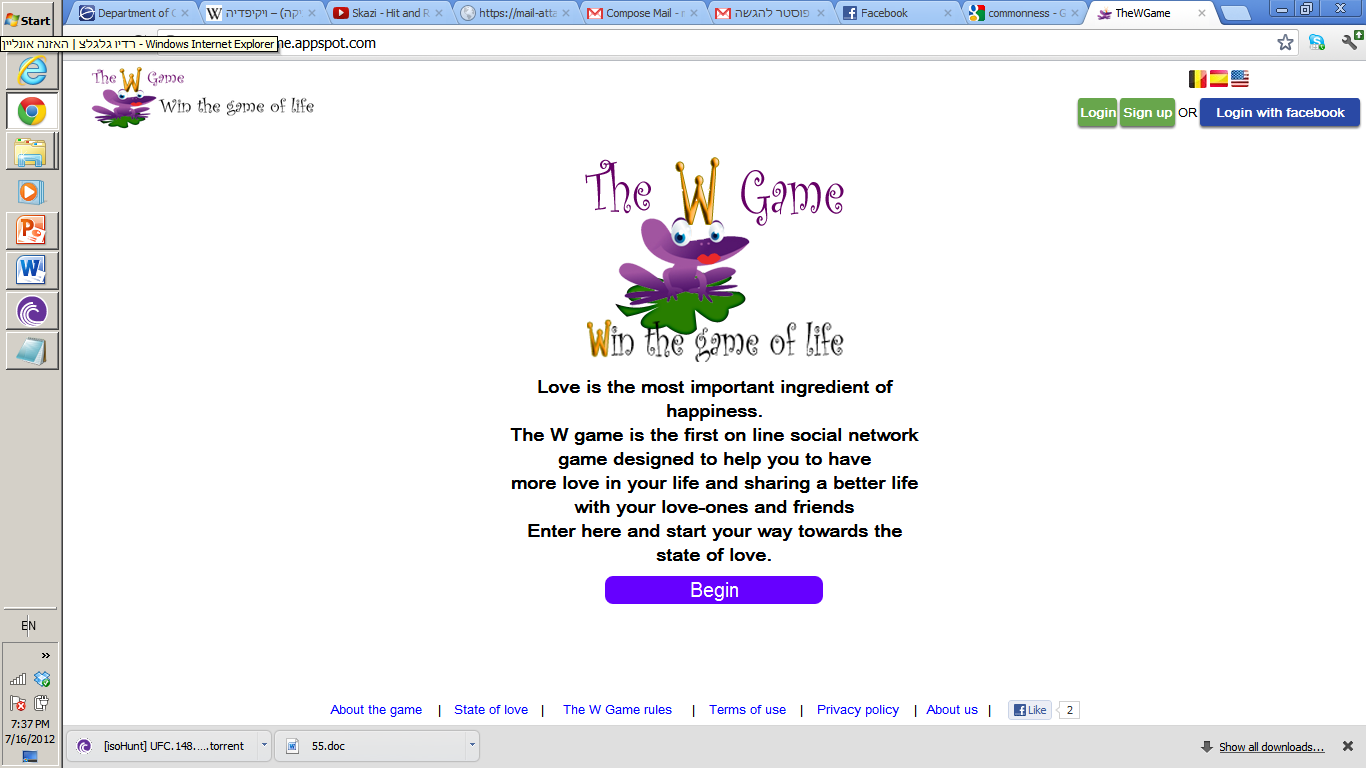 Start
Department of C
ויקיפדיה – (יקה
Skazi - Hit and R
https://mail-atta
Compose Mail - r
פוסטר להגשה
Facebook
commonness - G
TheWGame
רדיו גלגלצ | האזנה אונליין - Windows Internet Explorer
me.appspot.com
The W Game
Win the game of life
Login
Sign up
OR
Login with facebook
The W Game
Win the game of life
Love is the most important ingredient of
happiness.
The W game is the first on line social network
game designed to help you to have
more love in your life and sharing a better life
with your love-ones and friends
Enter here and start your way towards the
state of love.
Begin
About the game | State of love | The W Game rules | Terms of use | Privacy policy | About us |
Like 2
EN
7:37 PM
7/16/2012
[isoHunt] UFC.148.....torrent
55.doc
Show all downloads...